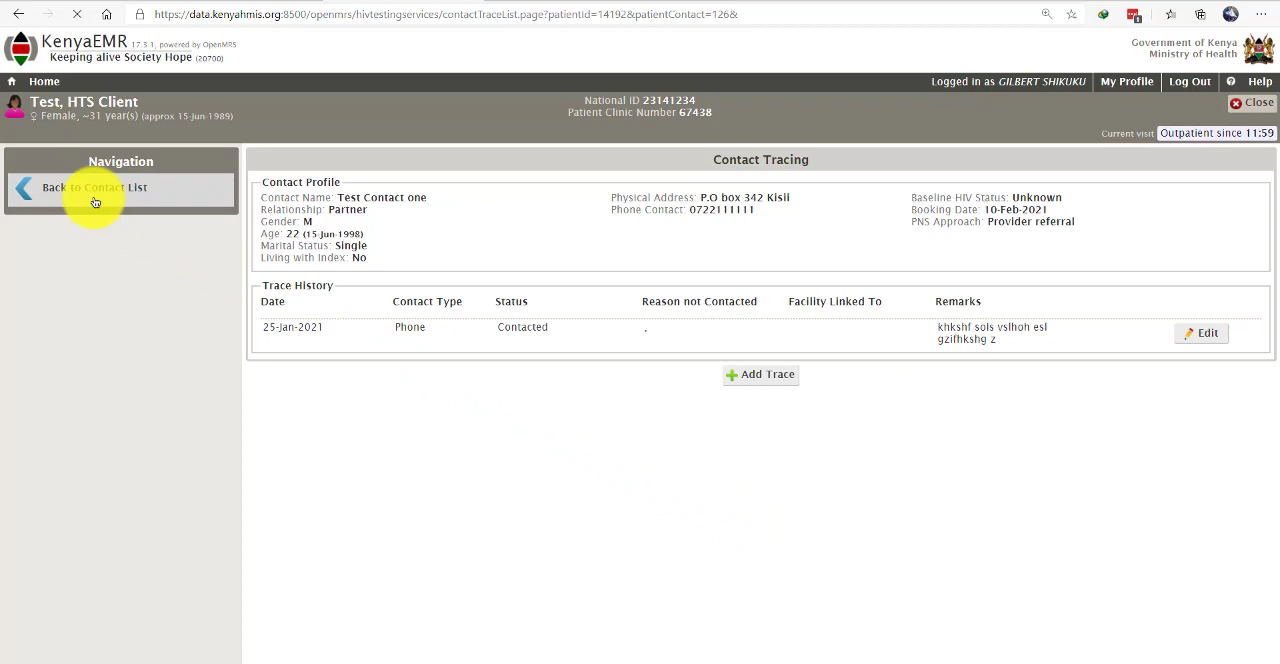 https://data.kenyahmis.org:8500/openmrs/hivtestingservices/contactTraceList.page?patientId=14192&patientContact=126&
KenyaEMR 17.3.1, powered by OpenMRS
Keeping alive Society Hope (20700)
Government of Kenya
Ministry of Health
Home
Logged in as GILBERT SHIKUKU
My Profile
Log Out
Help
Test, HTS Client
Female, ~31 year(s) (approx 15-Jun-1989)
National ID 23141234
Patient Clinic Number 67438
Close
Current visit Outpatient since 11:59
Navigation
Back to Contact List
Contact Tracing
Contact Profile
Contact Name: Test Contact one
Relationship: Partner
Gender: M
Age: 22 (15-Jun-1998)
Marital Status: Single
Living with Index: No
Physical Address: P.O box 342 Kisii
Phone Contact: 0722111111
Baseline HIV Status: Unknown
Booking Date: 10-Feb-2021
PNS Approach: Provider referral
Trace History
Date Contact Type Status Reason not Contacted Facility Linked To Remarks
25-Jan-2021 Phone Contacted . khkshf sols vslhoh esl
gzifhkshg z
Edit
Add Trace